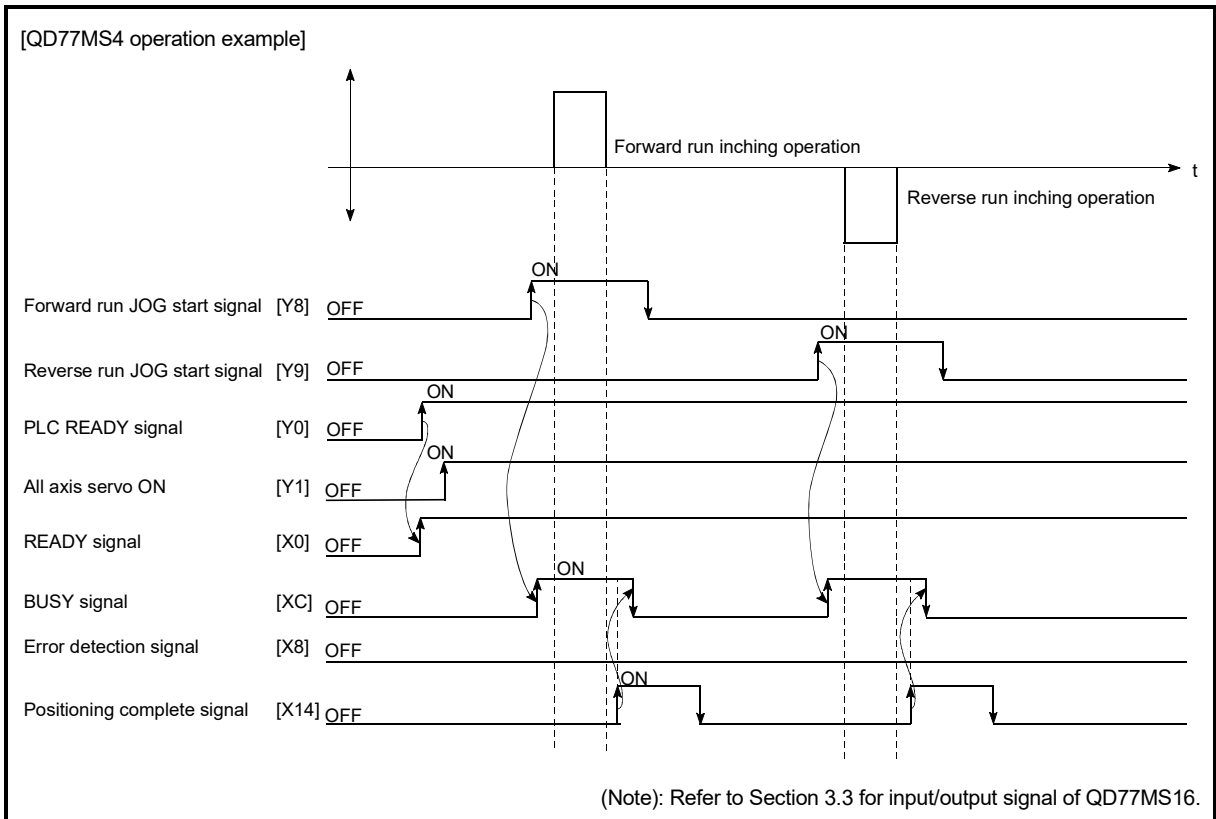 [QD77MS4 operation example]
Forward run inching operation
t
Reverse run inching operation
ON
Forward run JOG start signal [Y8] OFF
ON
Reverse run JOG start signal [Y9] OFF
ON
PLC READY signal [Y0] OFF
ON
All axis servo ON [Y1] OFF
READY signal [X0] OFF
ON
BUSY signal [XC] OFF
Error detection signal [X8] OFF
ON
Positioning complete signal [X14] OFF
(Note): Refer to Section 3.3 for input/output signal of QD77MS16.